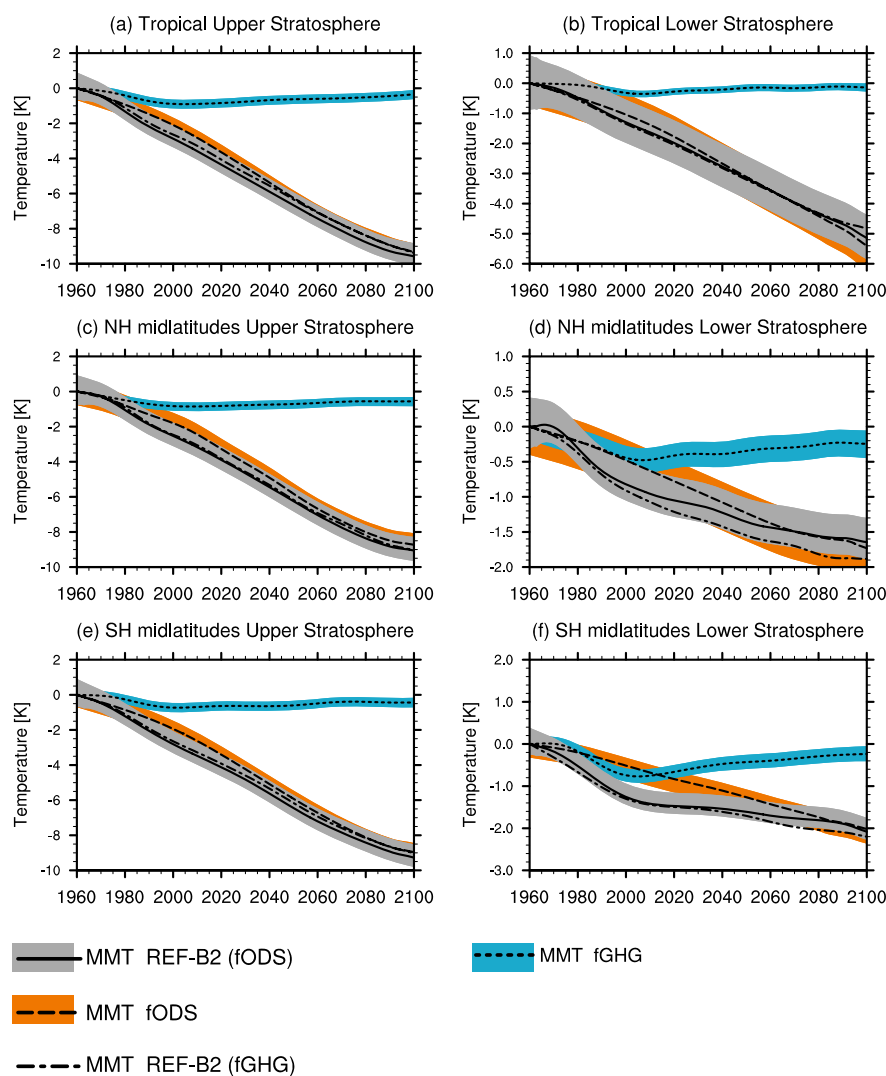 (a) Tropical Upper Stratosphere
(b) Tropical Lower Stratosphere
Temperature [K]
2
0
-2
-4
-6
-8
-10
1960 1980 2000 2020 2040 2060 2080 2100
Temperature [K]
1.0
0.0
-1.0
-2.0
-3.0
-4.0
-5.0
-6.0
1960 1980 2000 2020 2040 2060 2080 2100
(c) NH midlatitudes Upper Stratosphere
(d) NH midlatitudes Lower Stratosphere
Temperature [K]
2
0
-2
-4
-6
-8
-10
1960 1980 2000 2020 2040 2060 2080 2100
Temperature [K]
1.0
0.5
0.0
-0.5
-1.0
-1.5
-2.0
1960 1980 2000 2020 2040 2060 2080 2100
(e) SH midlatitudes Upper Stratosphere
(f) SH midlatitudes Lower Stratosphere
Temperature [K]
2
0
-2
-4
-6
-8
-10
1960 1980 2000 2020 2040 2060 2080 2100
Temperature [K]
2.0
1.0
0.0
-1.0
-2.0
-3.0
1960 1980 2000 2020 2040 2060 2080 2100
MMT REF-B2 (fODS)
MMT fGHG
MMT fODS
MMT REF-B2 (fGHG)